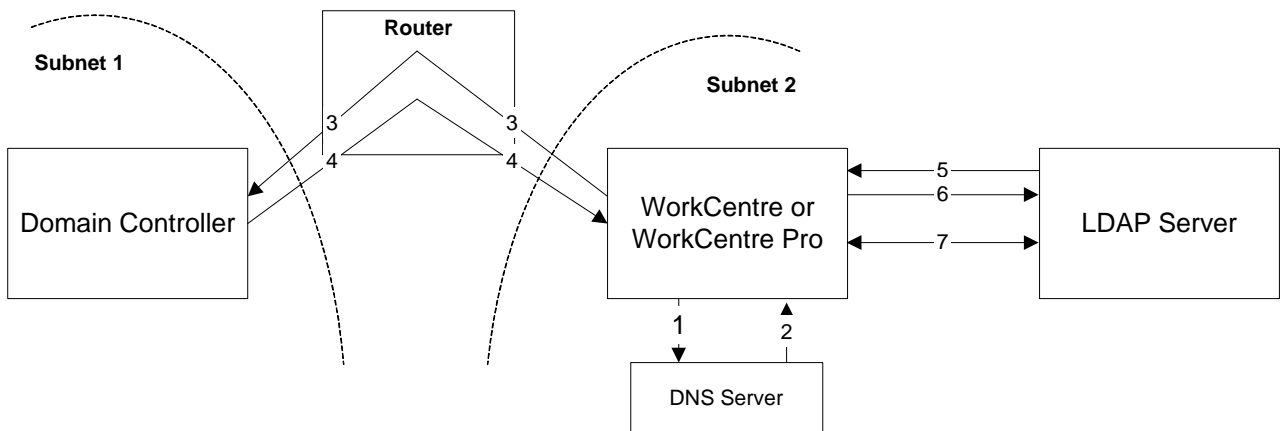 Router
Subnet 1
Subnet 2
3
3
4
4
Domain Controller
WorkCentre or
WorkCentre Pro
5
6
7
LDAP Server
1
2
DNS Server